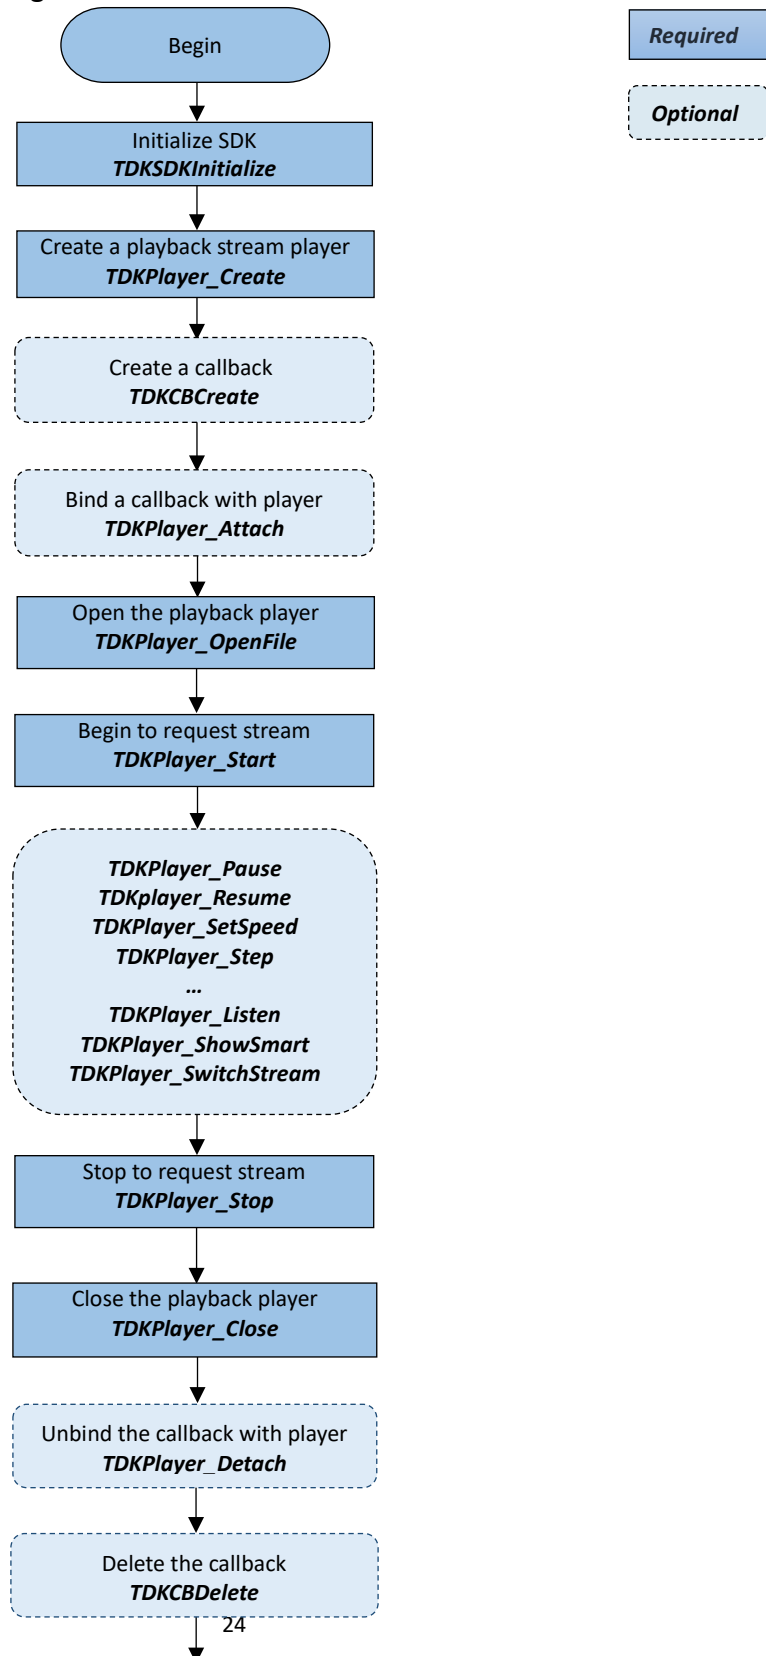 Begin
Required
Optional
Initialize SDK
TDKSDKInitialize
Create a playback stream player
TDKPlayer_Create
Create a callback
TDKCBCreate
Bind a callback with player
TDKPlayer_Attach
Open the playback player
TDKPlayer_OpenFile
Begin to request stream
TDKPlayer_Start
TDKPlayer_Pause
TDKplayer_Resume
TDKPlayer_SetSpeed
TDKPlayer_Step
...
TDKPlayer_Listen
TDKPlayer_ShowSmart
TDKPlayer_SwitchStream
Stop to request stream
TDKPlayer_Stop
Close the playback player
TDKPlayer_Close
Unbind the callback with player
TDKPlayer_Detach
Delete the callback
TDKCBDelete
24